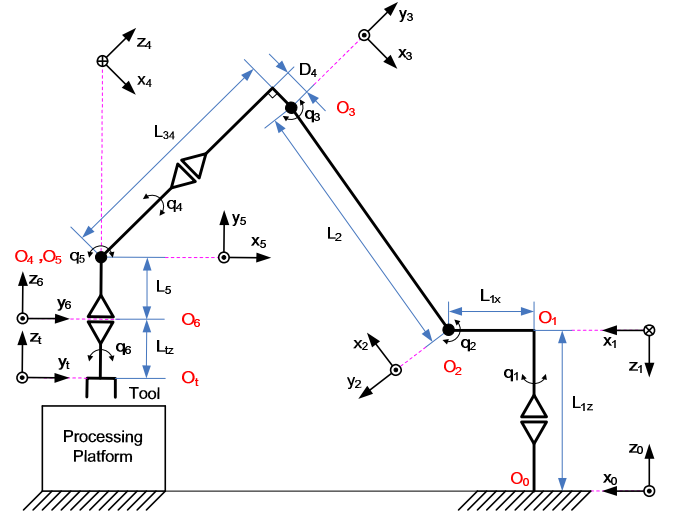 y₃
z₄
D₄
x₃
x₄
O₃
q₃
L₃₄
q₄
y₅
L₂
x₅
O₄ ,O₅
q₅
z₆
L₅
L₁ₓ
y₆
O₆
O₁
x₁
zₜ
q₂
x₂
z₁
q₆
Ltz
O₂
yₜ
Oₜ
q₁
y₂
Tool
L₁z
Processing
Platform
z₀
O₀
x₀